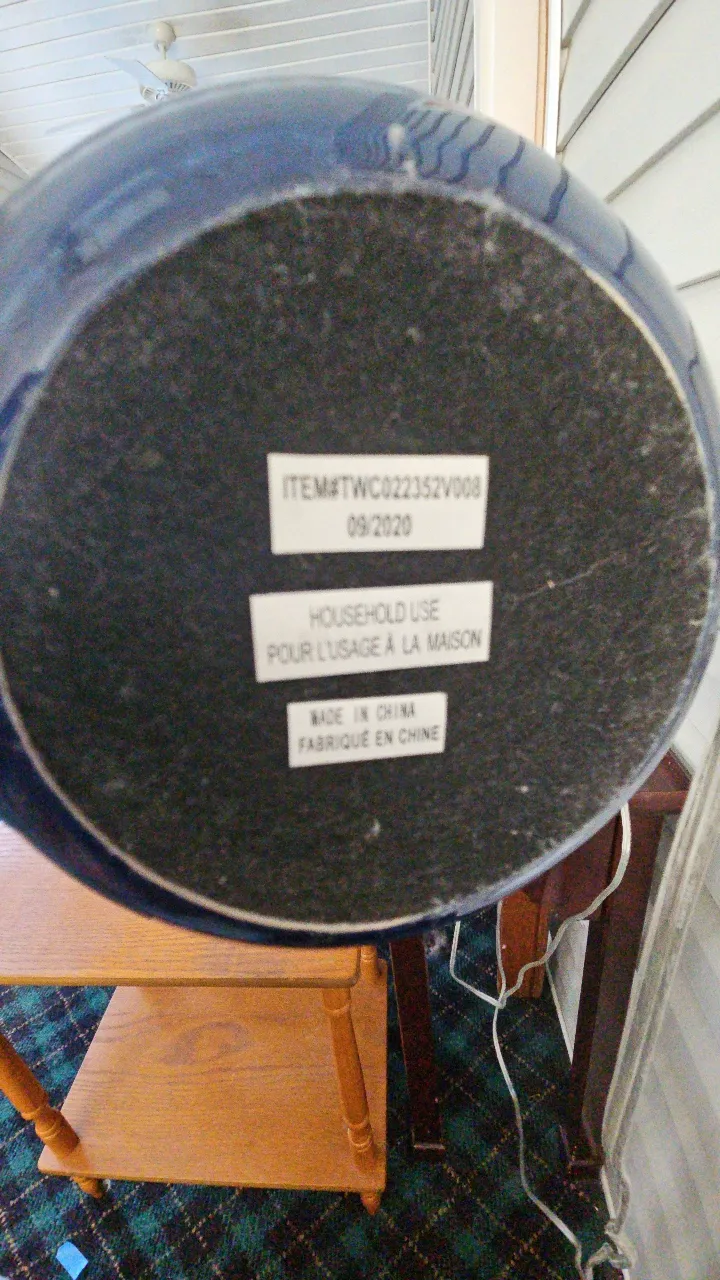 ITEM#TWC022352V008
09/2020
HOUSEHOLD USE
POUR L'USAGE À LA MAISON
MADE IN CHINA
FABRIQUÉ EN CHINE